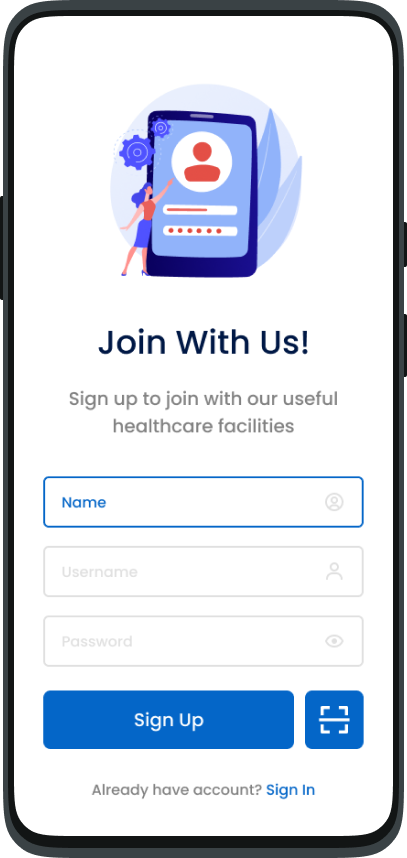 Join With Us!
Sign up to join with our useful
healthcare facilities
Name
Username
Password
Sign Up
Already have account? Sign In